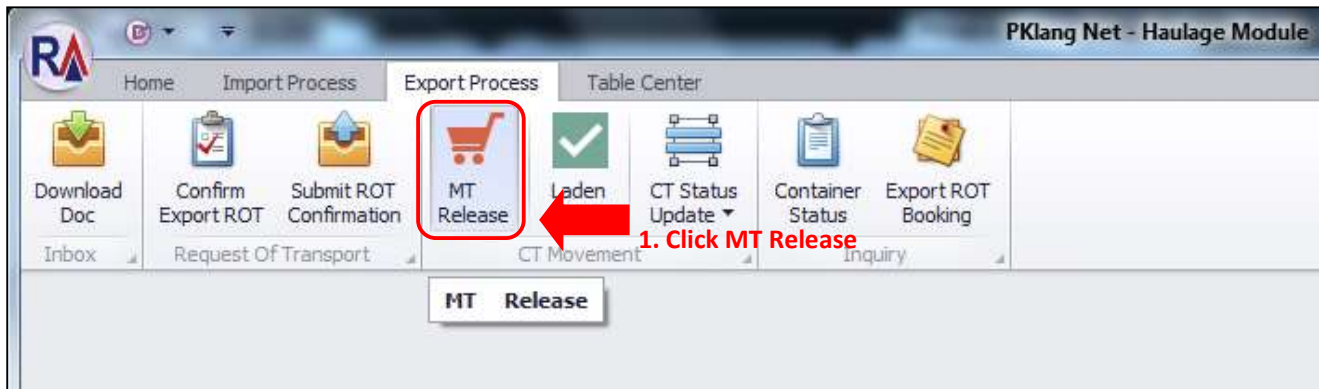 PKlang Net - Haulage Module
RA
Home Import Process Export Process Table Center
Download Doc
Confirm Export ROT
Submit ROT Confirmation
MT Release
Laden
CT Status Update
Container Status
Export ROT Booking
1. Click MT Release
Inbox Request Of Transport CT Movement Inquiry
MT Release